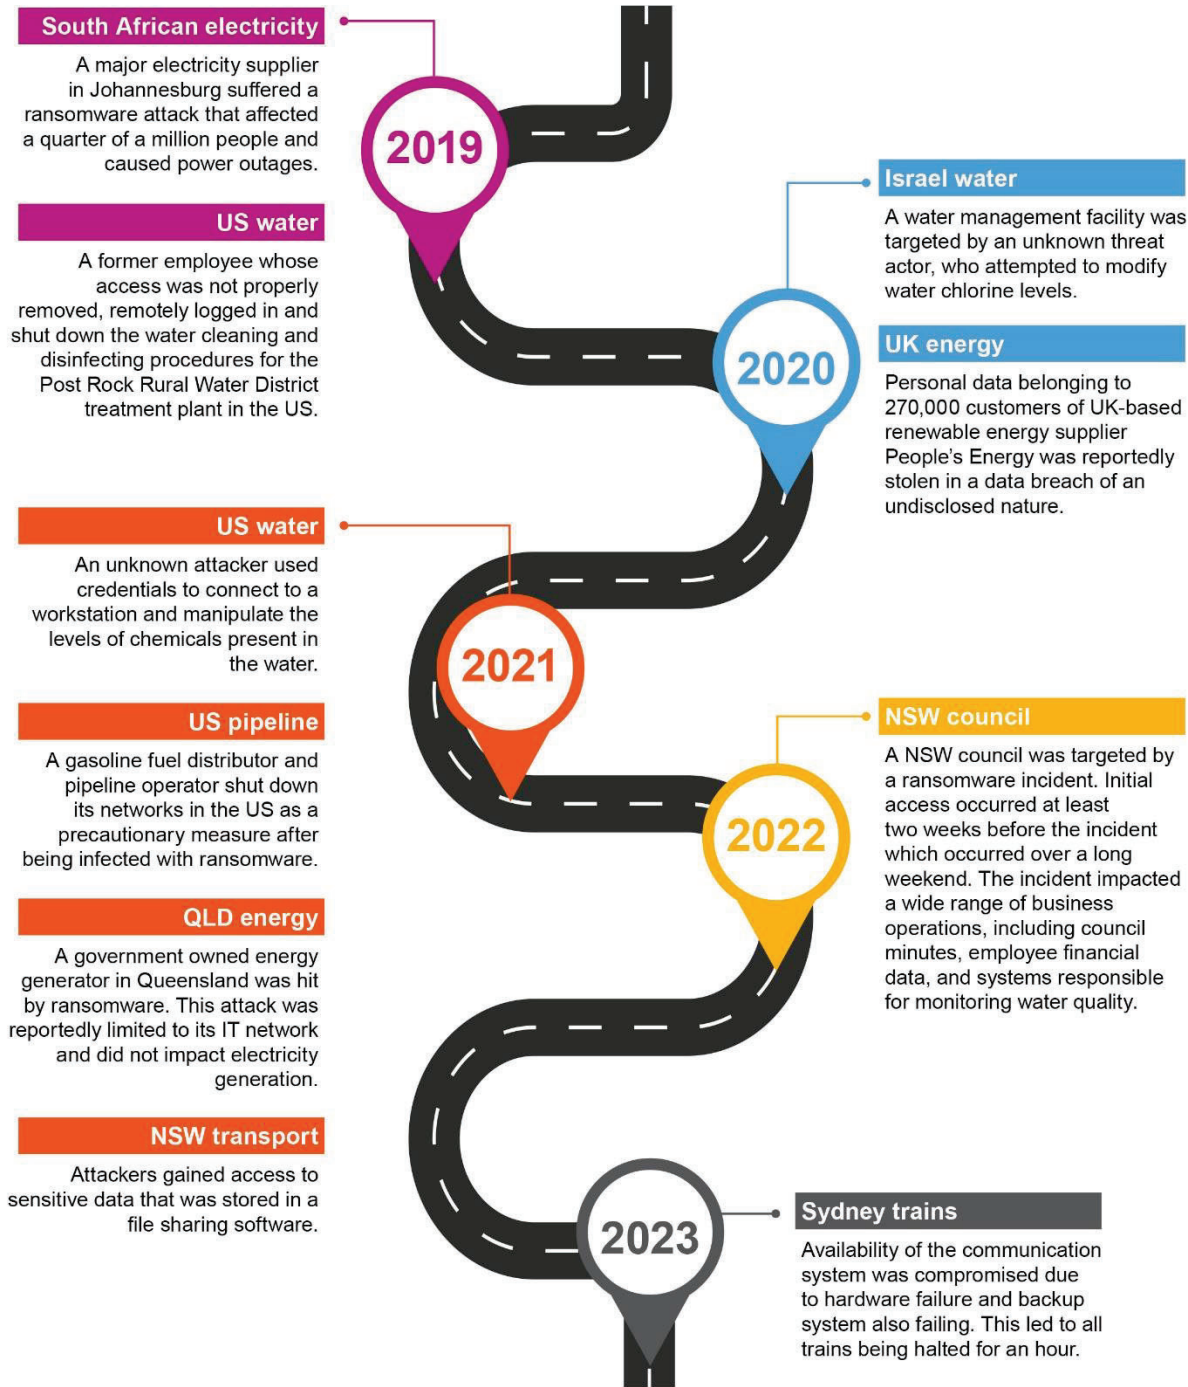 South African electricity
A major electricity supplier
in Johannesburg suffered a
ransomware attack that affected
a quarter of a million people and
caused power outages.
US water
A former employee whose
access was not properly
removed, remotely logged in and
shut down the water cleaning and
disinfecting procedures for the
Post Rock Rural Water District
treatment plant in the US.
2019
Israel water
A water management facility was
targeted by an unknown threat
actor, who attempted to modify
water chlorine levels.
UK energy
Personal data belonging to
270,000 customers of UK-based
renewable energy supplier
People’s Energy was reportedly
stolen in a data breach of an
undisclosed nature.
2020
US water
An unknown attacker used
credentials to connect to a
workstation and manipulate the
levels of chemicals present in
the water.
US pipeline
A gasoline fuel distributor and
pipeline operator shut down
its networks in the US as a
precautionary measure after
being infected with ransomware.
QLD energy
A government owned energy
generator in Queensland was hit
by ransomware. This attack was
reportedly limited to its IT network
and did not impact electricity
generation.
NSW transport
Attackers gained access to
sensitive data that was stored in a
file sharing software.
2021
NSW council
A NSW council was targeted by
a ransomware incident. Initial
access occurred at least
two weeks before the incident
which occurred over a long
weekend. The incident impacted
a wide range of business
operations, including council
minutes, employee financial
data, and systems responsible
for monitoring water quality.
2022
Sydney trains
Availability of the communication
system was compromised due
to hardware failure and backup
system also failing. This led to all
trains being halted for an hour.
2023